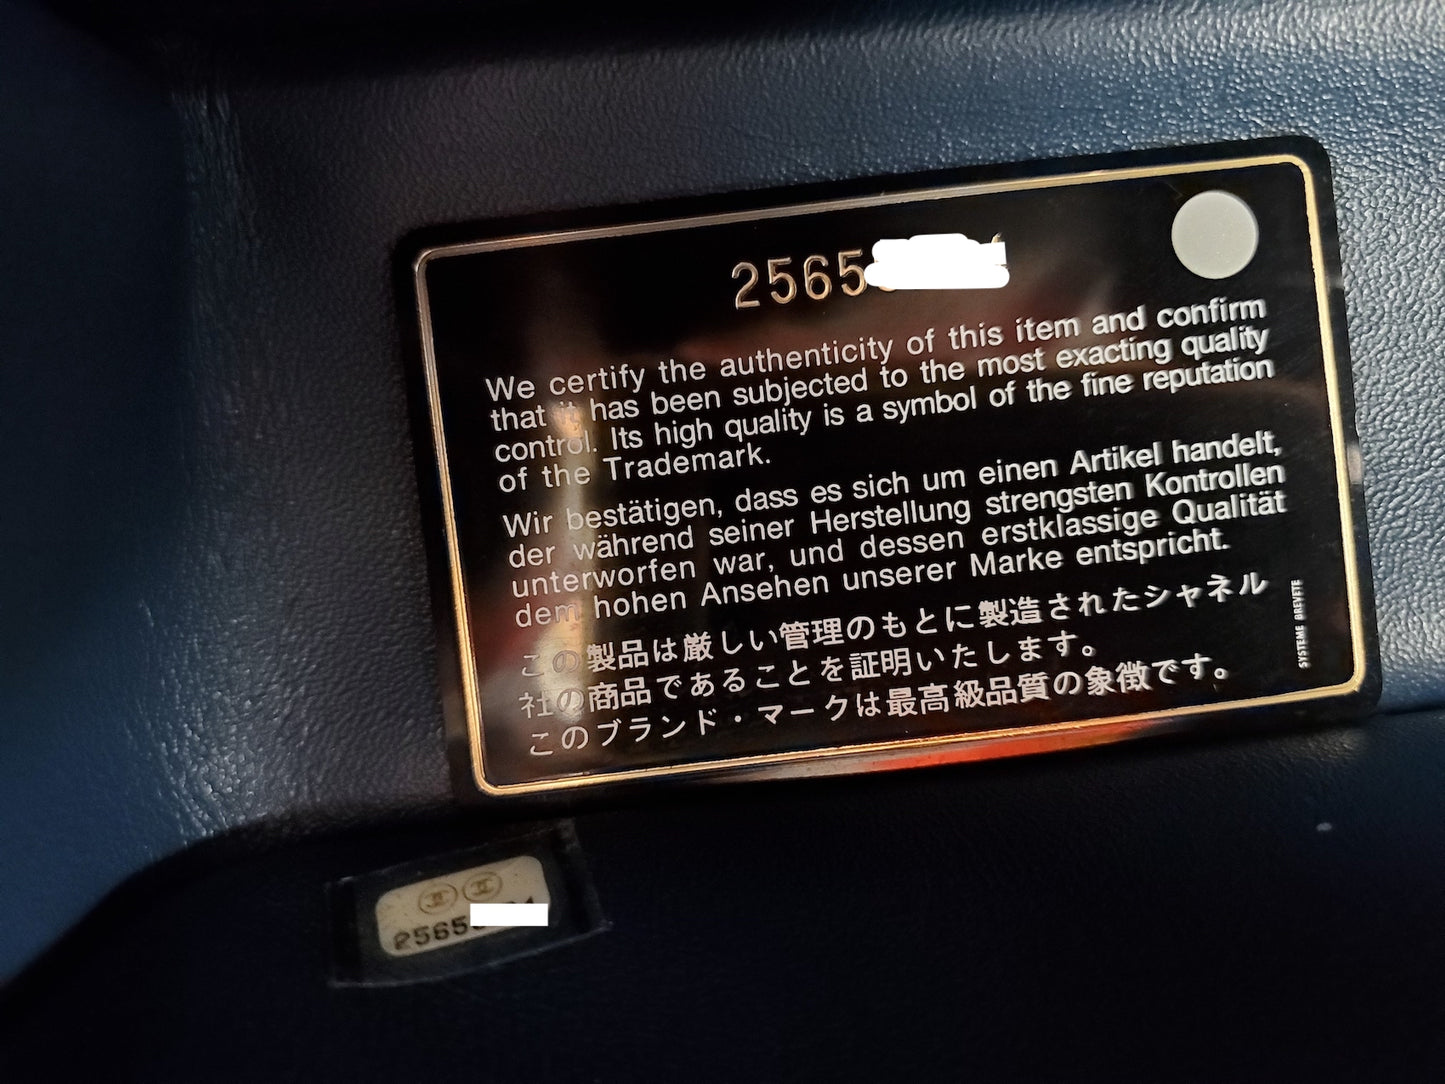 2565
We certify the authenticity of this item and confirm
that it has been subjected to the most exacting quality
control. Its high quality is a symbol of the fine reputation
of the Trademark.
Wir bestätigen, dass es sich um einen Artikel handelt,
der während seiner Herstellung strengsten Kontrollen
unterworfen war, und dessen erstklassige Qualität
dem hohen Ansehen unserer Marke entspricht.
この製品は厳しい管理のもとに製造されたシャネル
社の商品であることを証明いたします。
このブランド・マークは最高級品質の象徴です。
SYSTEME BREVETE
2565